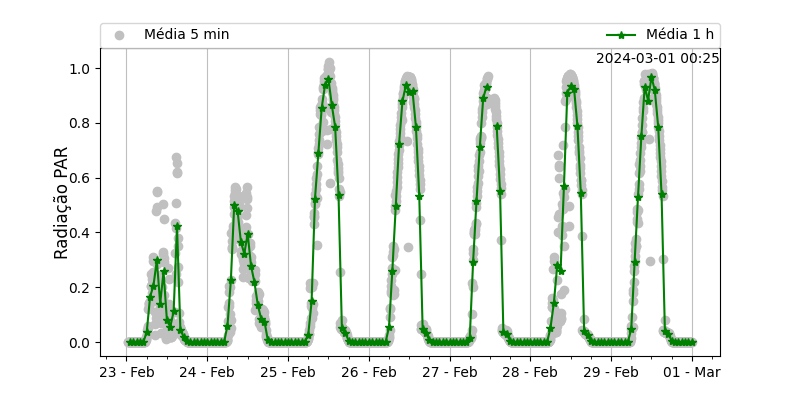 Média 5 min
Média 1 h
2024-03-01 00:25
Radiação PAR
1.0
0.8
0.6
0.4
0.2
0.0
23 - Feb
24 - Feb
25 - Feb
26 - Feb
27 - Feb
28 - Feb
29 - Feb
01 - Mar